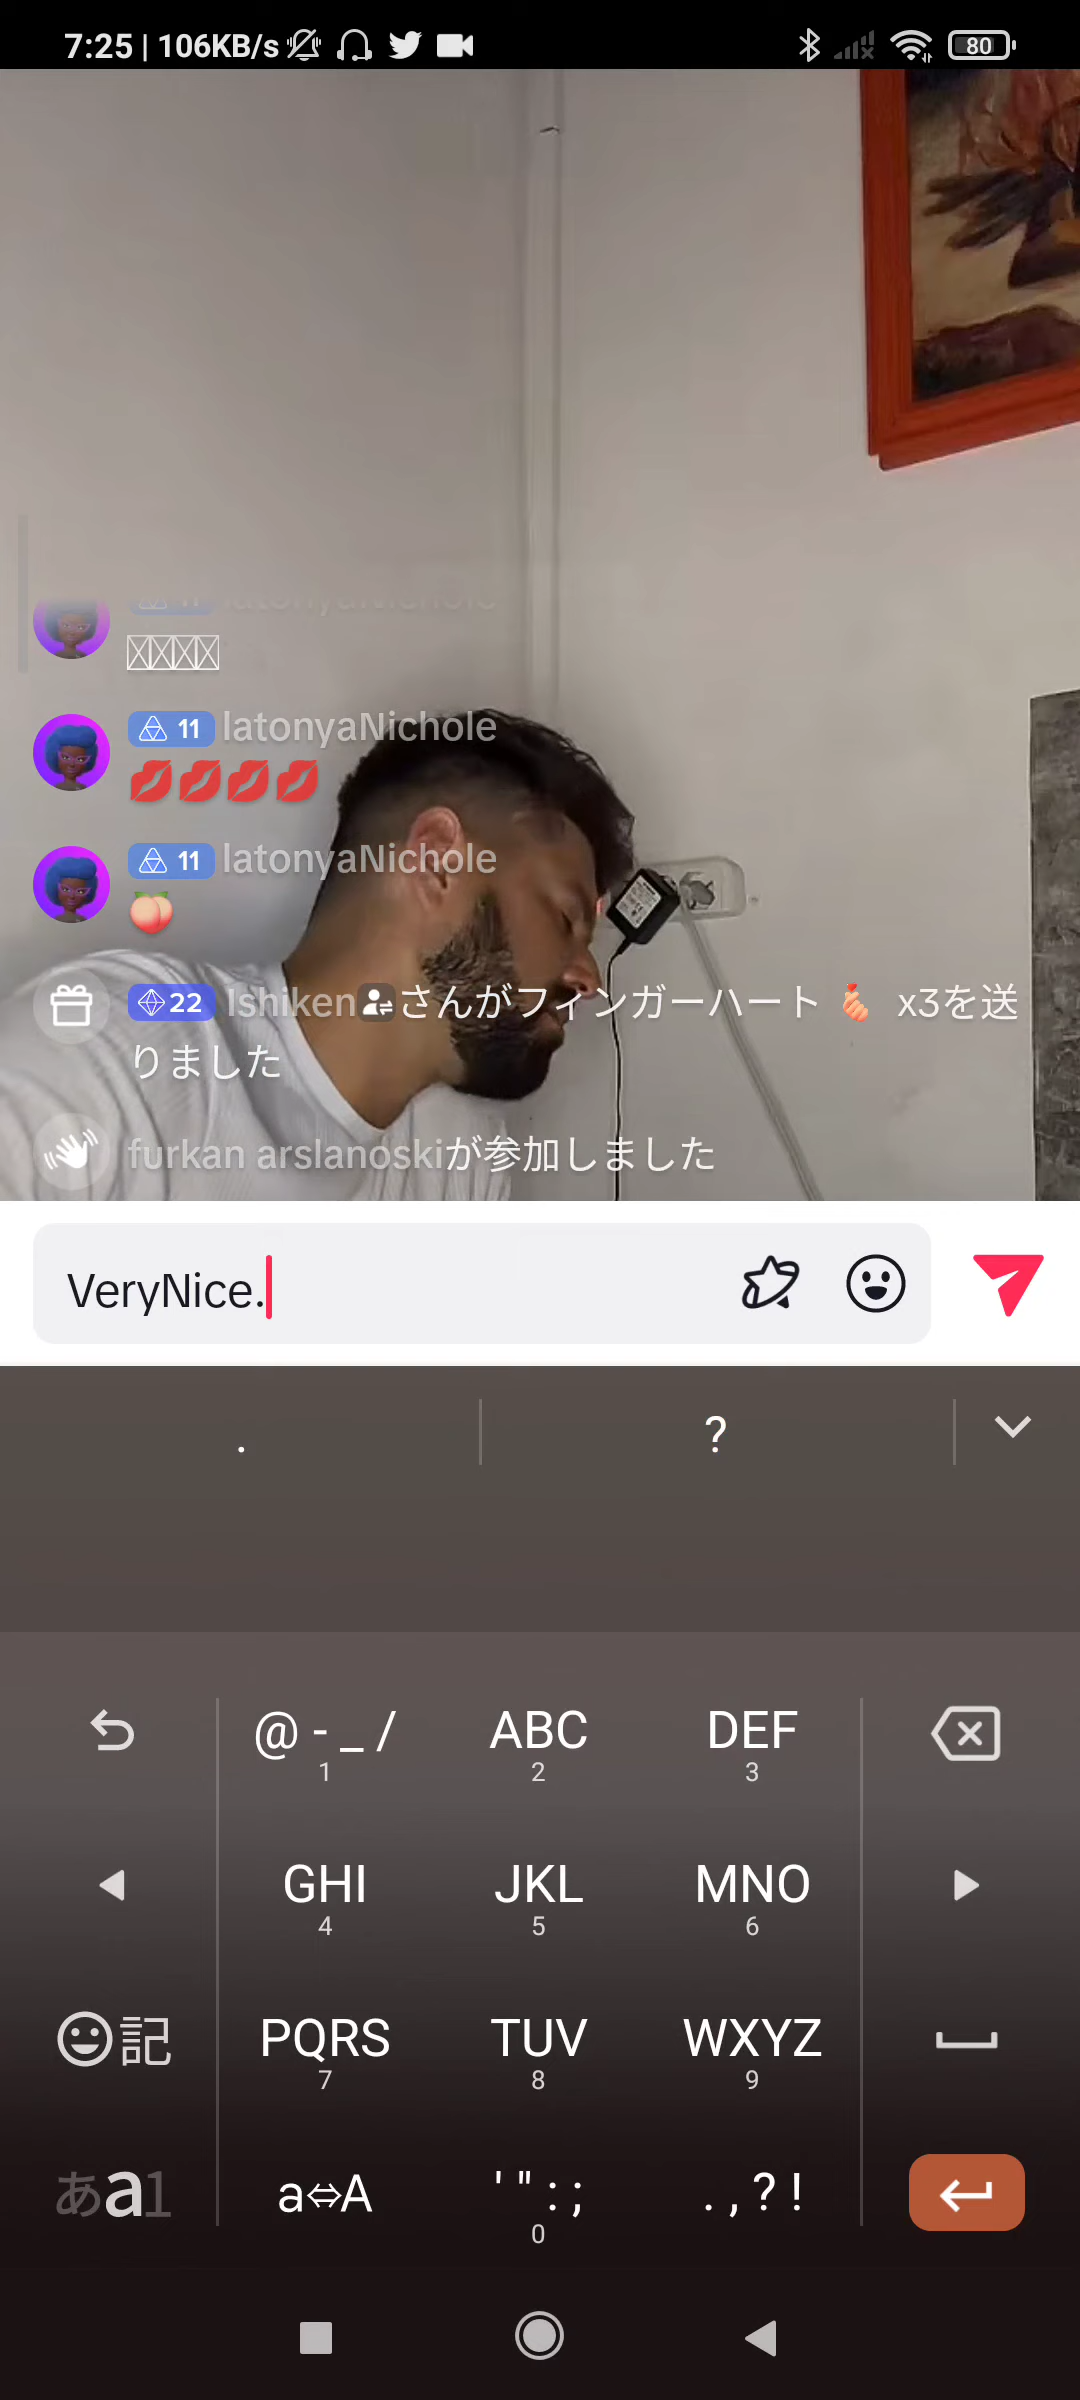 7:25 | 106KB/s 80
latonyaNichole
11 latonyaNichole
💋💋💋💋
11 latonyaNichole
🍑
22 Ishikenさんがフィンガーハート x3を送
りました
furkan arslanoskiが参加しました
VeryNice.
. ?
@-_/ ABC DEF
1 2 3
GHI JKL MNO
4 5 6
記 PQRS TUV WXYZ
7 8 9
あa1 a⇔A ' " : ; . , ? !
0